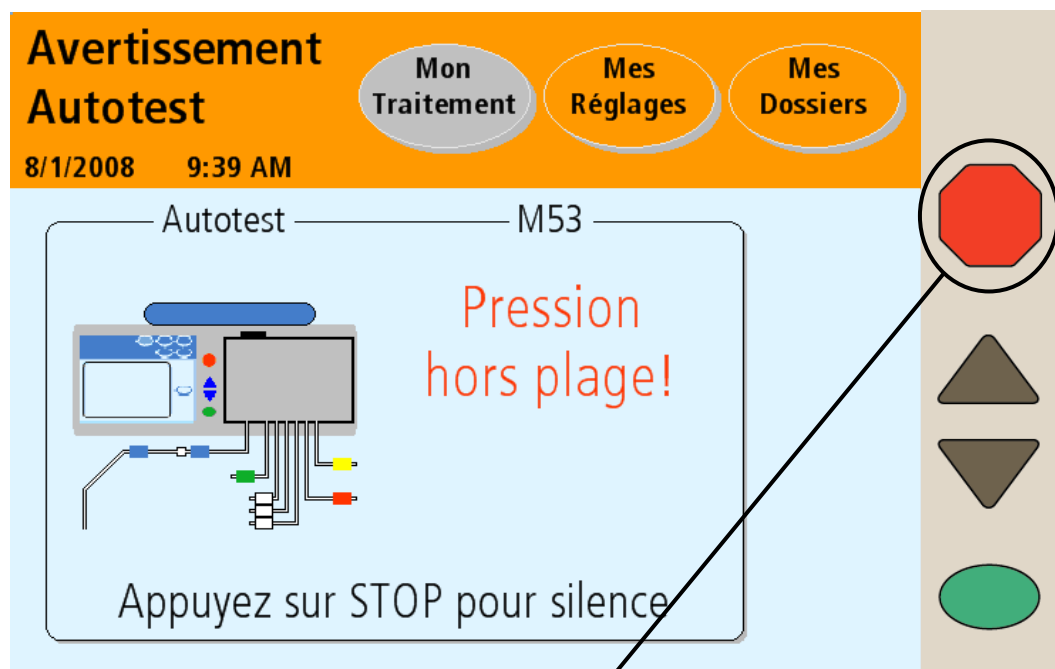 Avertissement
Autotest
8/1/2008 9:39 AM
Mon
Traitement
Mes
Réglages
Mes
Dossiers
Autotest M53
Pression
hors plage!
Appuyez sur STOP pour silence